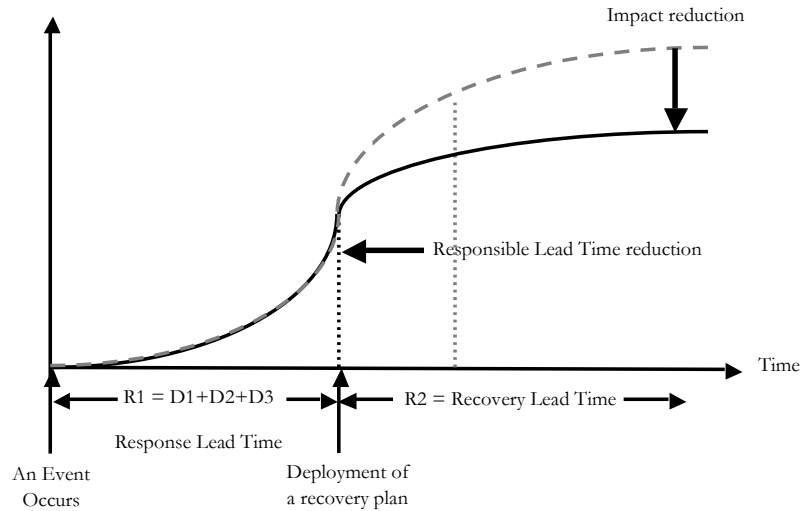 Impact reduction
Responsible Lead Time reduction
Time
R1 = D1+D2+D3
R2 = Recovery Lead Time
Response Lead Time
An Event
Occurs
Deployment of
a recovery plan